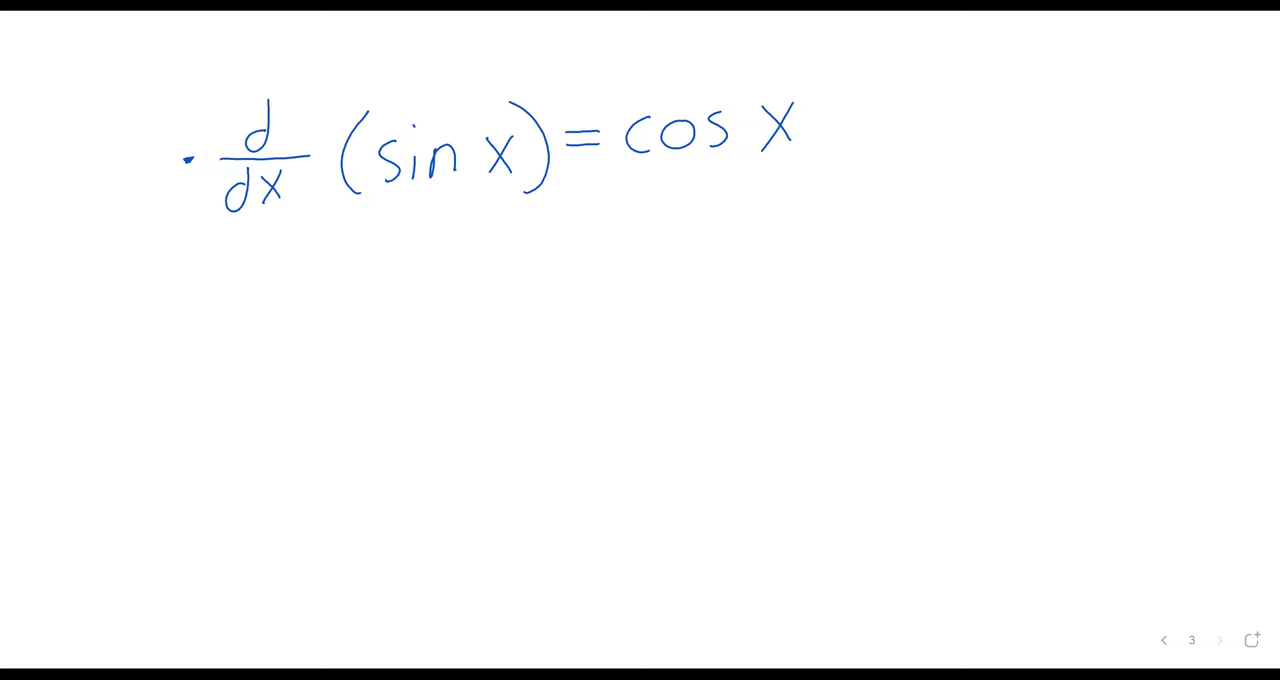 · d/dx (sin x) = cos x
3